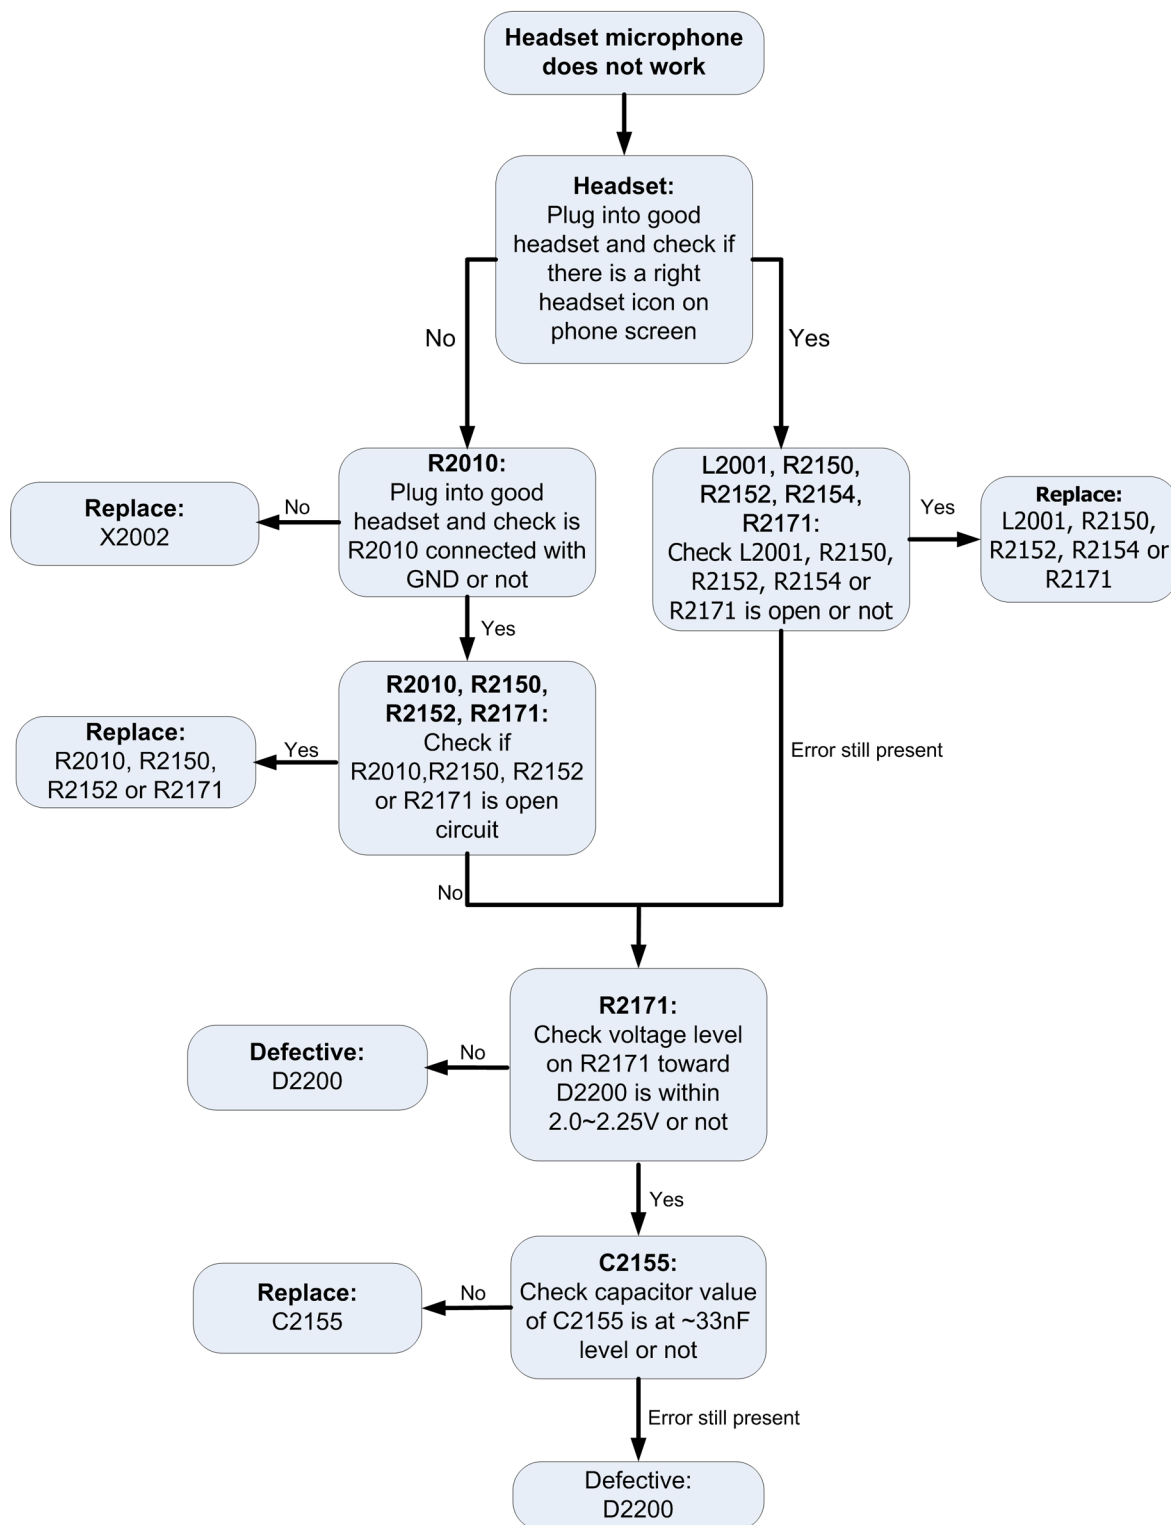 Headset microphone
does not work
Headset:
Plug into good
headset and check if
there is a right
headset icon on
phone screen
No
Yes
R2010:
Plug into good
headset and check is
R2010 connected with
GND or not
No
Replace:
X2002
L2001, R2150,
R2152, R2154,
R2171:
Check L2001, R2150,
R2152, R2154 or
R2171 is open or not
Yes
Replace:
L2001, R2150,
R2152, R2154 or
R2171
Yes
R2010, R2150,
R2152, R2171:
Check if
R2010,R2150, R2152
or R2171 is open
circuit
Yes
Replace:
R2010, R2150,
R2152 or R2171
Error still present
No
R2171:
Check voltage level
on R2171 toward
D2200 is within
2.0~2.25V or not
No
Defective:
D2200
Yes
C2155:
Check capacitor value
of C2155 is at ~33nF
level or not
No
Replace:
C2155
Error still present
Defective:
D2200